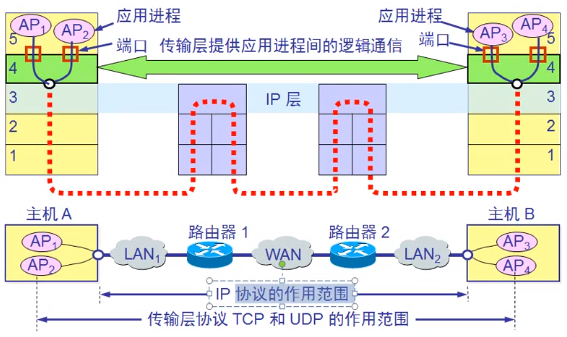 应用进程
应用进程
AP1
AP2
AP3
AP4
5
5
端口
传输层提供应用进程间的逻辑通信
端口
4
4
3
IP 层
3
2
2
1
1
主机 A
路由器 1
路由器 2
主机 B
AP1
AP2
LAN1
WAN
LAN2
AP3
AP4
IP 协议的作用范围
传输层协议 TCP 和 UDP 的作用范围